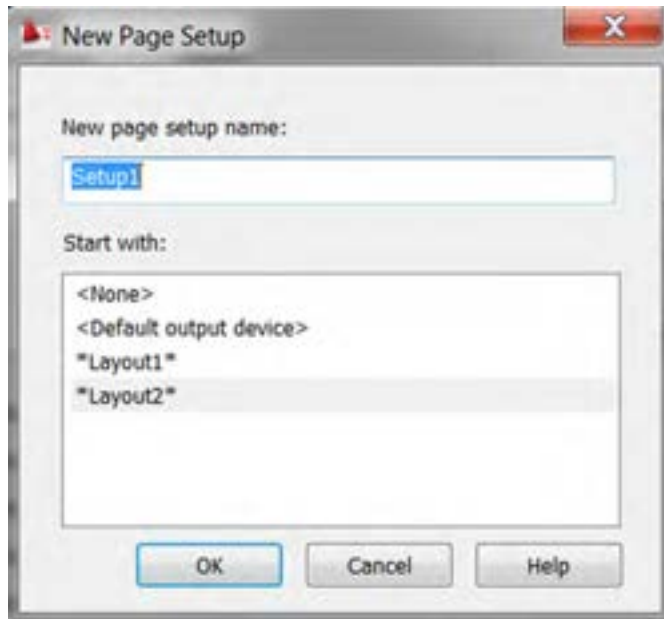 New Page Setup
New page setup name:
Setup1
Start with:
<None>
<Default output device>
*Layout1*
*Layout2*
OK
Cancel
Help